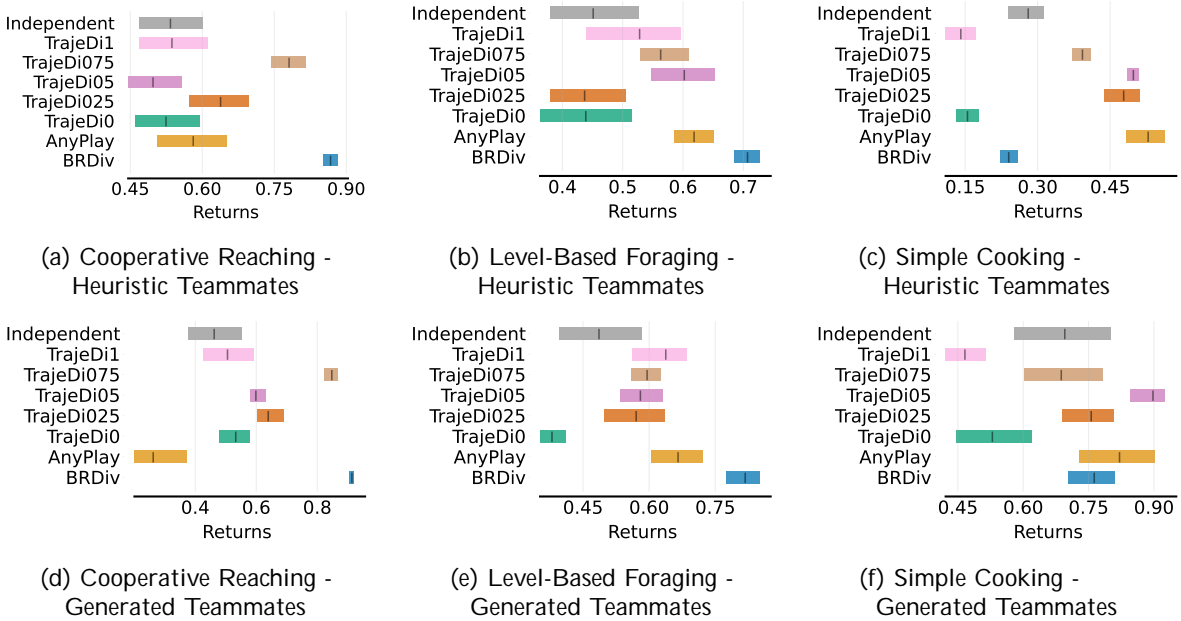 Independent
TrajeDi1
TrajeDi075
TrajeDi05
TrajeDi025
TrajeDi0
AnyPlay
BRDiv
0.45 0.60 0.75 0.90
Returns
(a) Cooperative Reaching -
Heuristic Teammates
Independent
TrajeDi1
TrajeDi075
TrajeDi05
TrajeDi025
TrajeDi0
AnyPlay
BRDiv
0.4 0.5 0.6 0.7
Returns
(b) Level-Based Foraging -
Heuristic Teammates
Independent
TrajeDi1
TrajeDi075
TrajeDi05
TrajeDi025
TrajeDi0
AnyPlay
BRDiv
0.15 0.30 0.45
Returns
(c) Simple Cooking -
Heuristic Teammates
Independent
TrajeDi1
TrajeDi075
TrajeDi05
TrajeDi025
TrajeDi0
AnyPlay
BRDiv
0.4 0.6 0.8
Returns
(d) Cooperative Reaching -
Generated Teammates
Independent
TrajeDi1
TrajeDi075
TrajeDi05
TrajeDi025
TrajeDi0
AnyPlay
BRDiv
0.45 0.60 0.75
Returns
(e) Level-Based Foraging -
Generated Teammates
Independent
TrajeDi1
TrajeDi075
TrajeDi05
TrajeDi025
TrajeDi0
AnyPlay
BRDiv
0.45 0.60 0.75 0.90
Returns
(f) Simple Cooking -
Generated Teammates